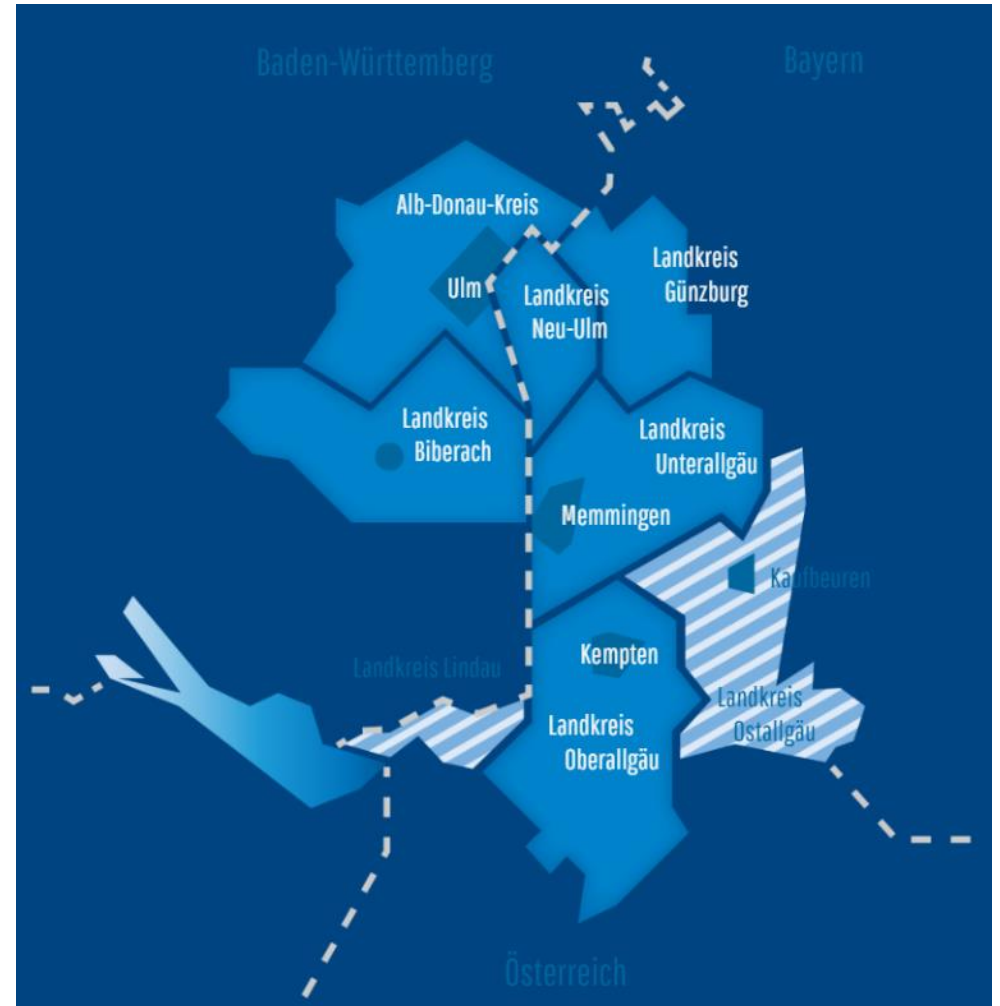 Baden-Württemberg
Bayern
Alb-Donau-Kreis
Landkreis
Günzburg
Ulm
Landkreis
Neu-Ulm
Landkreis
Biberach
Landkreis
Unterallgäu
Memmingen
Kaufbeuren
Kempten
Landkreis Lindau
Landkreis
Ostallgäu
Landkreis
Oberallgäu
Österreich